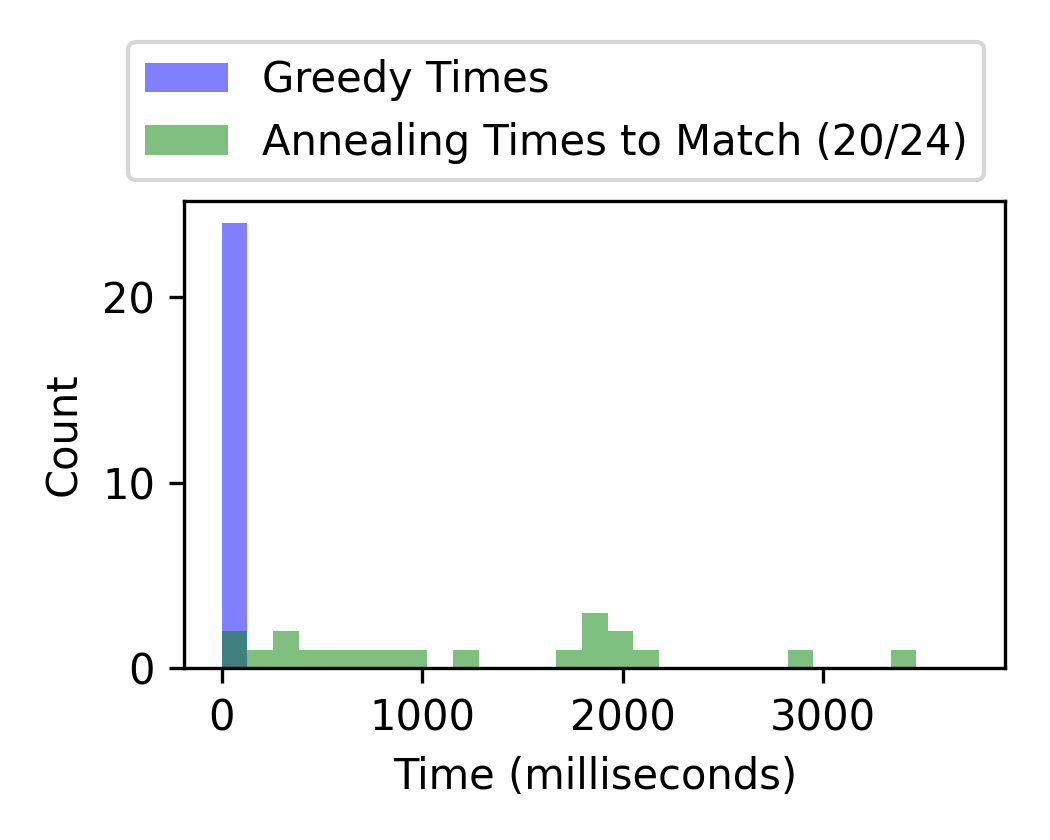 Greedy Times
Annealing Times to Match (20/24)
20
10
0
Count
0 1000 2000 3000
Time (milliseconds)